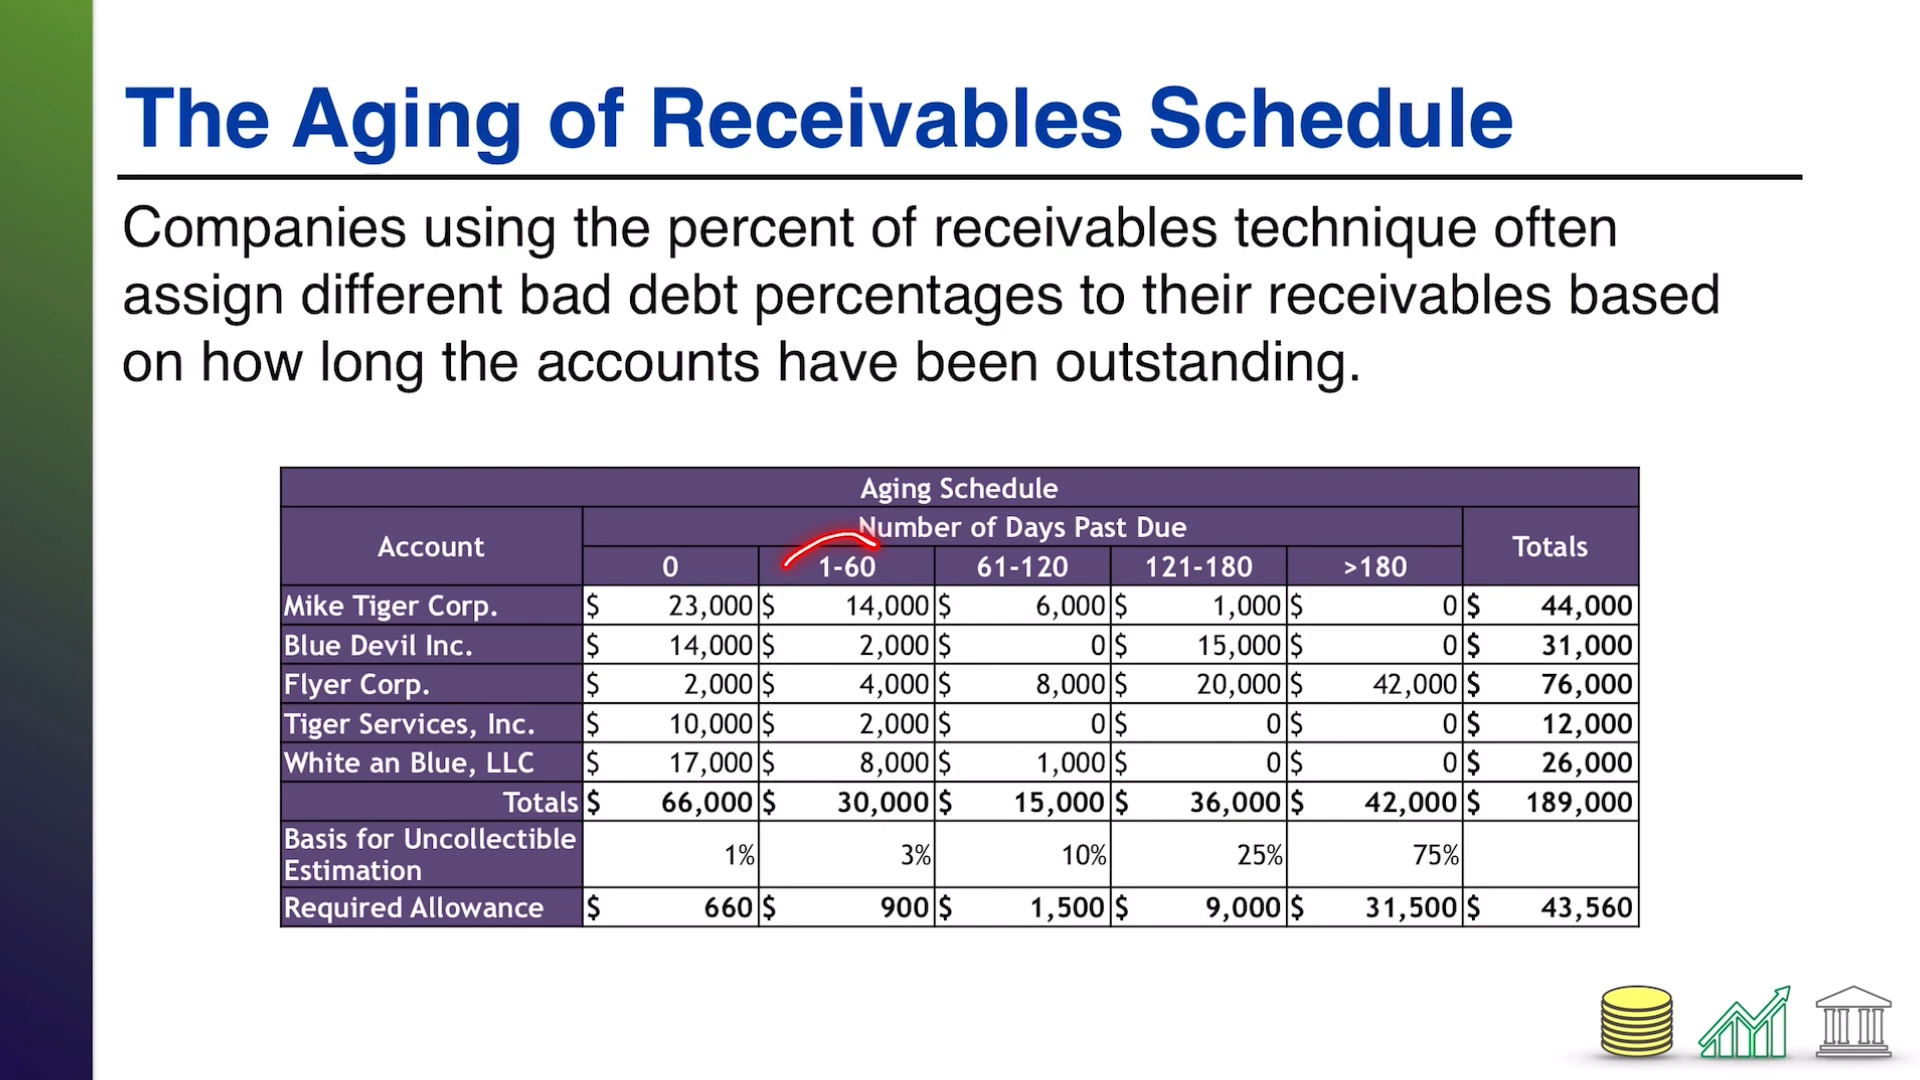 The Aging of Receivables Schedule
Companies using the percent of receivables technique often
assign different bad debt percentages to their receivables based
on how long the accounts have been outstanding.
Aging Schedule
Account Number of Days Past Due Totals
0 1-60 61-120 121-180 >180
Mike Tiger Corp. $ 23,000 $ 14,000 $ 6,000 $ 1,000 $ 0 $ 44,000
Blue Devil Inc. $ 14,000 $ 2,000 $ 0 $ 15,000 $ 0 $ 31,000
Flyer Corp. $ 2,000 $ 4,000 $ 8,000 $ 20,000 $ 42,000 $ 76,000
Tiger Services, Inc. $ 10,000 $ 2,000 $ 0 $ 0 $ 0 $ 12,000
White an Blue, LLC $ 17,000 $ 8,000 $ 1,000 $ 0 $ 0 $ 26,000
Totals $ 66,000 $ 30,000 $ 15,000 $ 36,000 $ 42,000 $ 189,000
Basis for Uncollectible
Estimation 1% 3% 10% 25% 75%
Required Allowance $ 660 $ 900 $ 1,500 $ 9,000 $ 31,500 $ 43,560